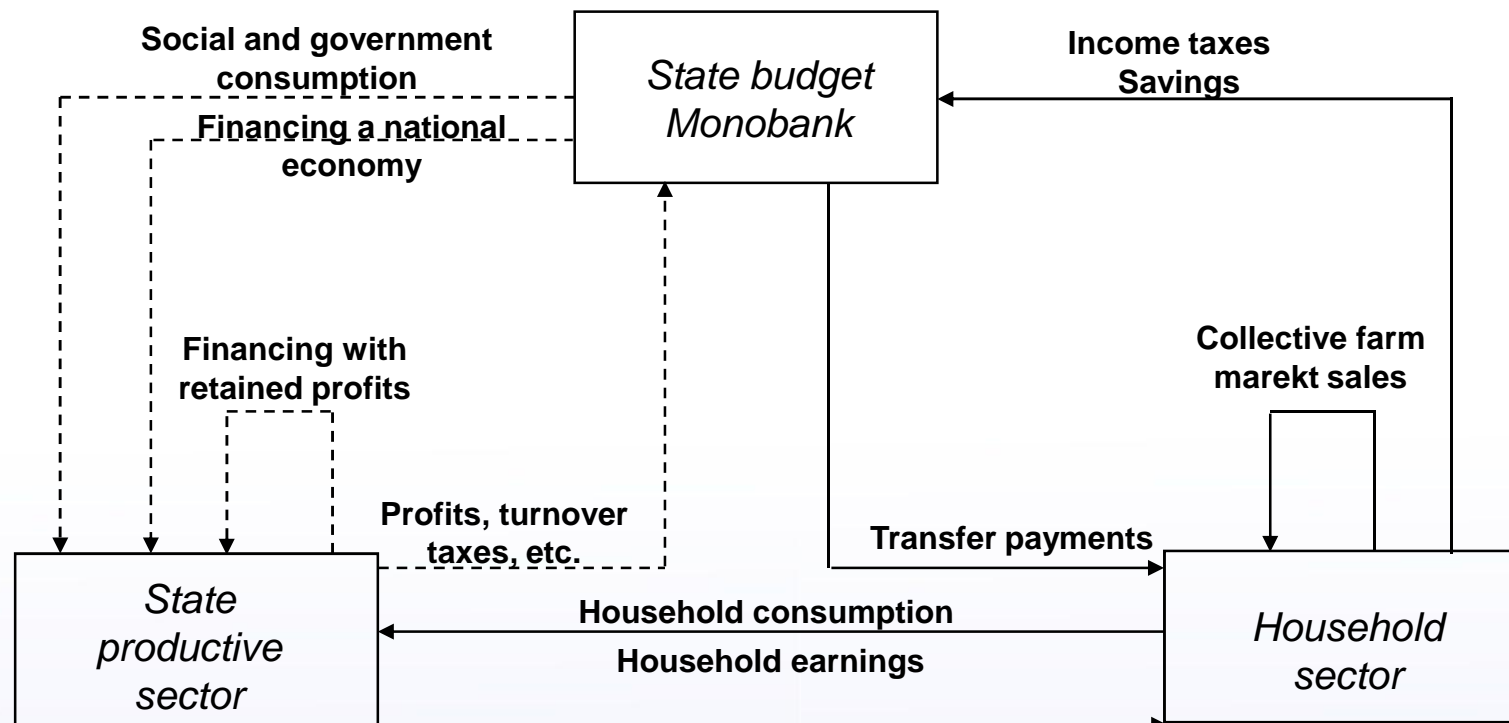 Social and government
consumption
State budget
Monobank
Income taxes
Savings
Financing a national
economy
Financing with
retained profits
Collective farm
marekt sales
Profits, turnover
taxes, etc.
Transfer payments
State
productive
sector
Household consumption
Household earnings
Household
sector